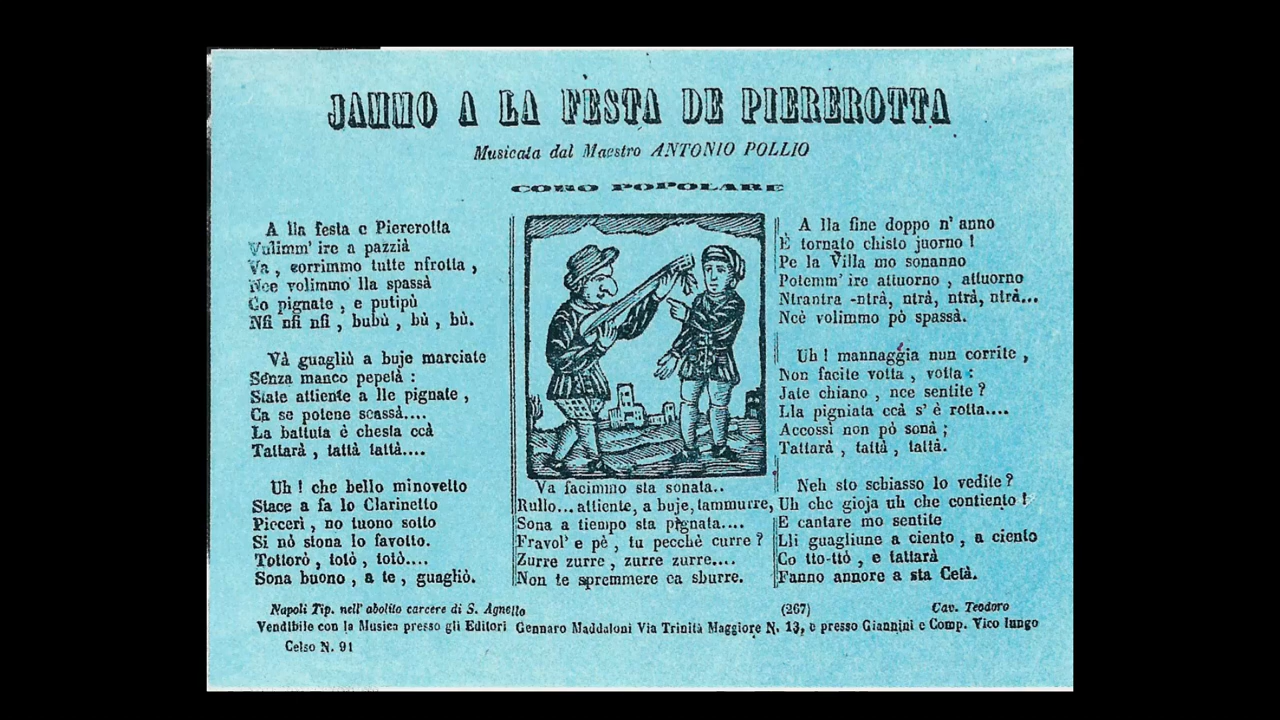 JAMMO A LA FESTA DE PIEREROTTA
Musicata dal Maestro ANTONIO POLLIO
CORO POPOLARE
A lla festa e Piererotta
Vulimm' ire a pazzià
Va , corrimmo tutte nfrotta ,
Nce volimmo lla spassà
Co pignate , e putipù
Nfi nfi nfi , bubù , bù , bù.
Và guagliù a buje marciate
Senza manco pepetà :
State attiente a lle pignate ,
Ca se potene scassà....
La battuta è chesta ccà
Tattarà , tattà tattà....
Uh ! che bello minovetto
Stace a fa lo Clarinetto
Piccerì , no tuono sotto
Si nò stona lo favotto.
Tottorò , totò , totò....
Sona buono , a te , guagliò.
Va facimmo sta sonata..
Rullo... attiente, a buje, tammurre,
Sona a tiempo sta pignata....
Fravol' e pè , tu pecchè curre ?
Zurre zurre , zurre zurre....
Non te spremmere ca sburre.
A lla fine doppo n' anno
È tornato chisto juorno !
Pe la Villa mo sonanno
Potemm' ire attuorno , attuorno
Ntrantra -ntrà, ntrà, ntrà, ntrà...
Ncè volimmo pò spassà.
Uh ! mannaggia nun corrite ,
Non facite votta , votta :
Jate chiano , nce sentite ?
Lla pigniata ccà s' è rotta....
Accossì non pò sonà ;
Tattarà , tattà , tattà.
Neh sto schiasso lo vedite ?
Uh che gioja uh che contiento !
E cantare mo sentite
Lli guagliune a ciento , a ciento
Co tto-ttò , e tattarà
Fanno annore a sta Cetà.
Napoli Tip. nell' abolito carcere di S. Agnello (267) Cav. Teodoro
Vendibile con la Musica presso gli Editori Gennaro Maddaloni Via Trinità Maggiore N. 13, e presso Giannini e Comp. Vico lungo
Celso N. 91